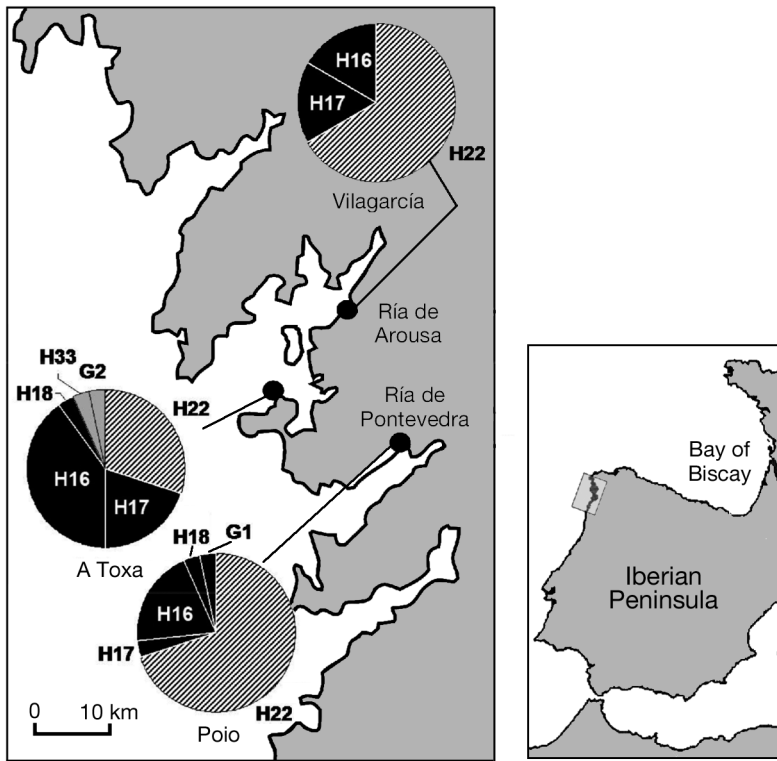 H16
H17
H22
Vilagarcía
Ría de
Arousa
H33
G2
H18
H22
H16
H17
A Toxa
Ría de
Pontevedra
H18
G1
H16
H17
H22
Poio
0 10 km
Bay of
Biscay
Iberian
Peninsula